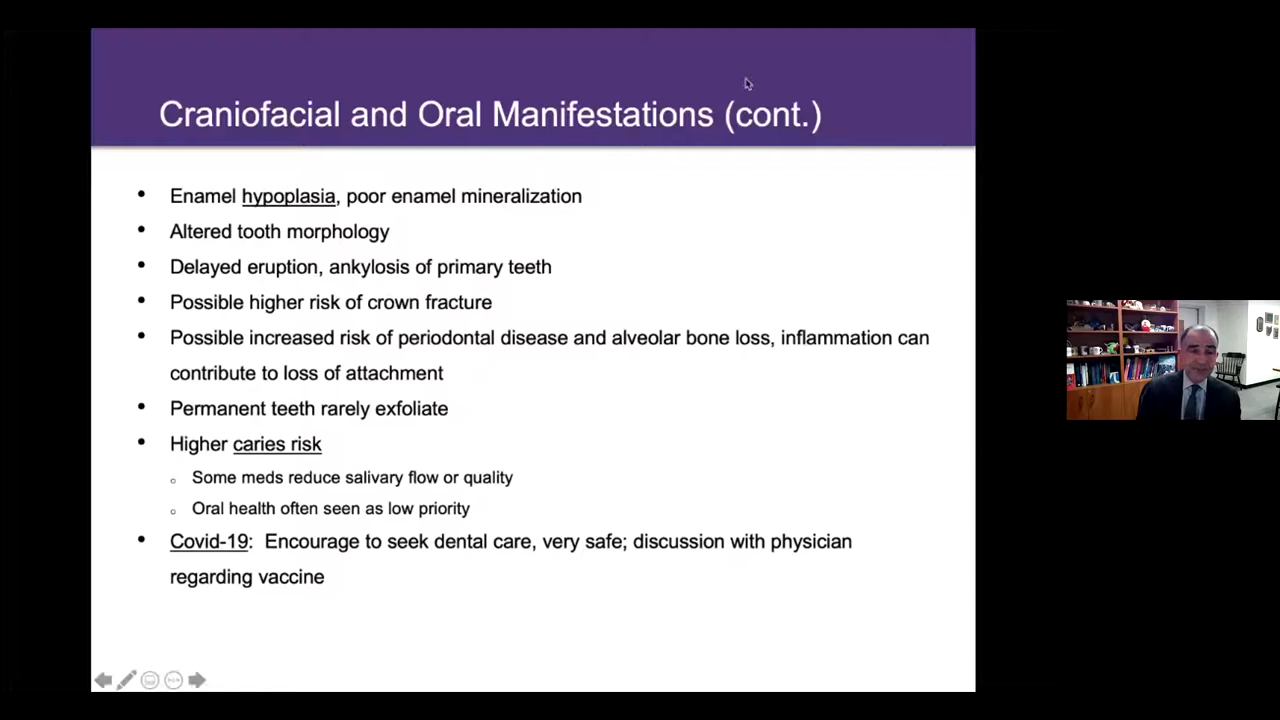 Craniofacial and Oral Manifestations (cont.)
• Enamel hypoplasia, poor enamel mineralization
• Altered tooth morphology
• Delayed eruption, ankylosis of primary teeth
• Possible higher risk of crown fracture
• Possible increased risk of periodontal disease and alveolar bone loss, inflammation can
contribute to loss of attachment
• Permanent teeth rarely exfoliate
• Higher caries risk
○ Some meds reduce salivary flow or quality
○ Oral health often seen as low priority
• Covid-19: Encourage to seek dental care, very safe; discussion with physician
regarding vaccine